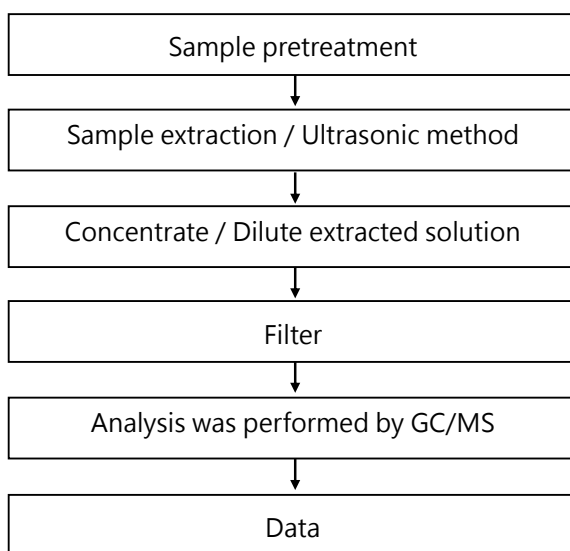 Sample pretreatment
Sample extraction / Ultrasonic method
Concentrate / Dilute extracted solution
Filter
Analysis was performed by GC/MS
Data